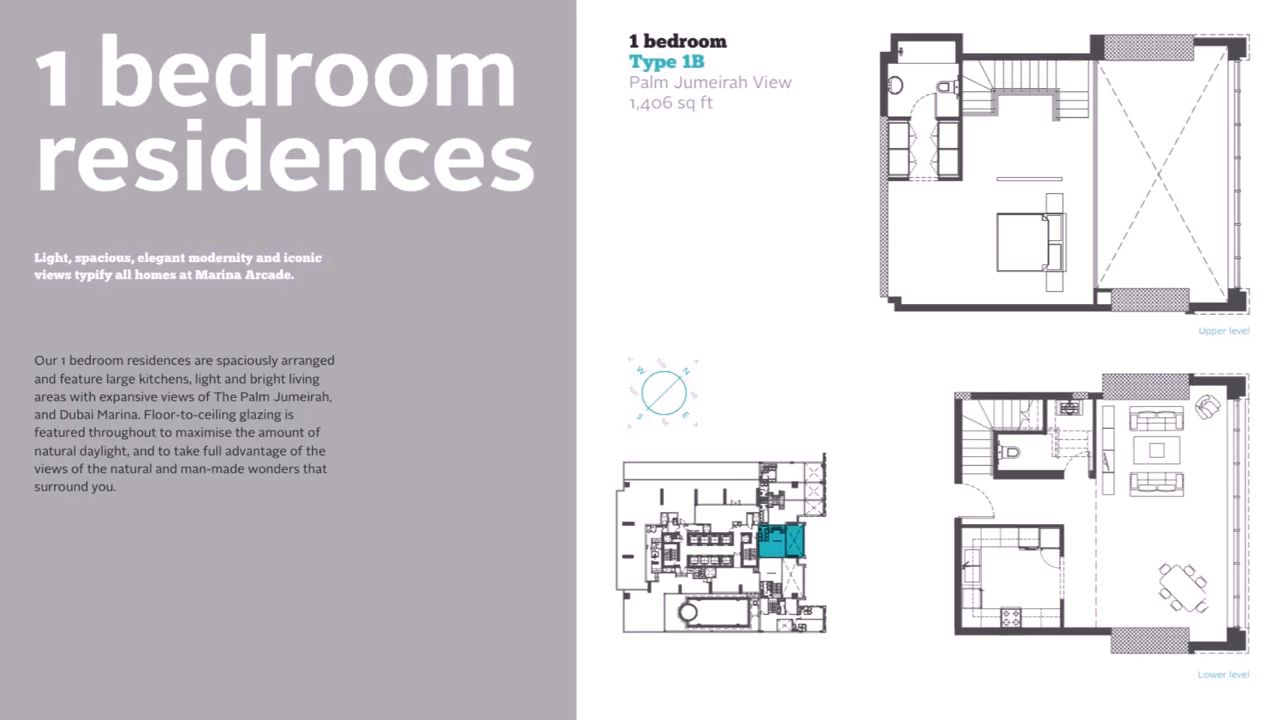 1 bedroom
residences
Light, spacious, elegant modernity and iconic
views typify all homes at Marina Arcade.
Our 1 bedroom residences are spaciously arranged
and feature large kitchens, light and bright living
areas with expansive views of The Palm Jumeirah,
and Dubai Marina. Floor-to-ceiling glazing is
featured throughout to maximise the amount of
natural daylight, and to take full advantage of the
views of the natural and man-made wonders that
surround you.
1 bedroom
Type 1B
Palm Jumeirah View
1,406 sq ft
Upper level
W
N
S
E
Lower level